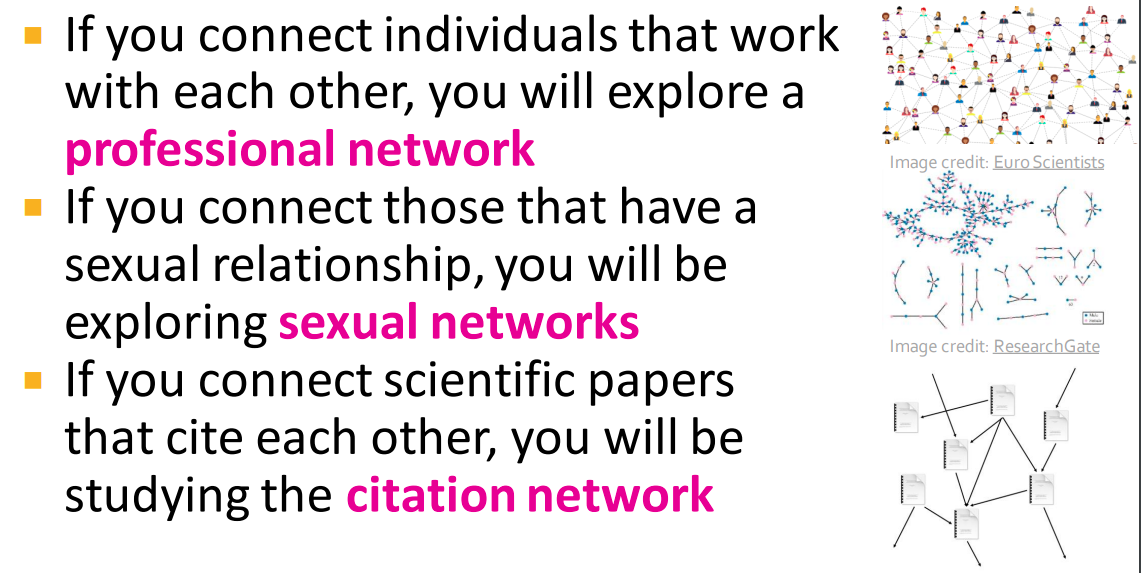 If you connect individuals that work
with each other, you will explore a
professional network
If you connect those that have a
sexual relationship, you will be
exploring sexual networks
If you connect scientific papers
that cite each other, you will be
studying the citation network
Image credit: Euro Scientists
Image credit: ResearchGate